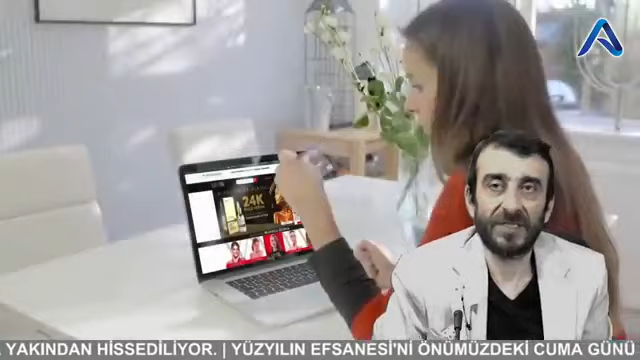 24K
YAKINDAN HİSSEDİLİYOR. | YÜZYILIN EFSANESİ'Nİ ÖNÜMÜZDEKİ CUMA GÜNÜ